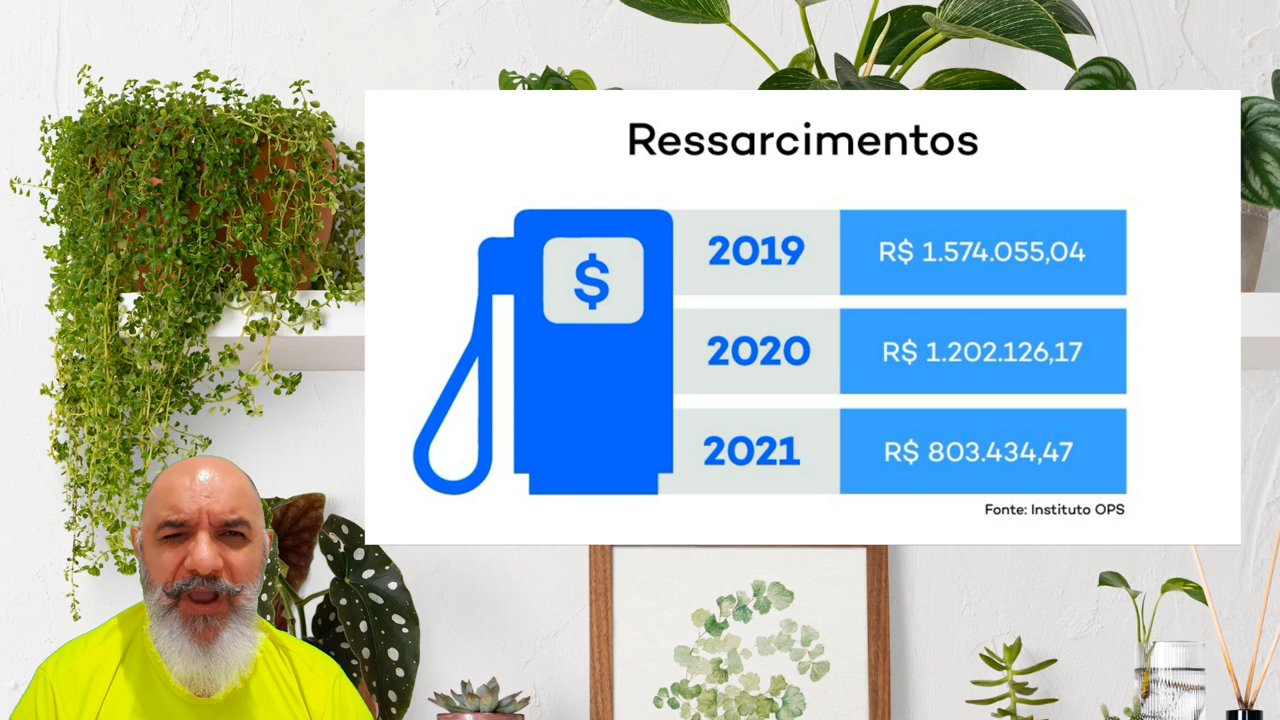 Ressarcimentos
$
2019 R$ 1.574.055,04
2020 R$ 1.202.126,17
2021 R$ 803.434,47
Fonte: Instituto OPS